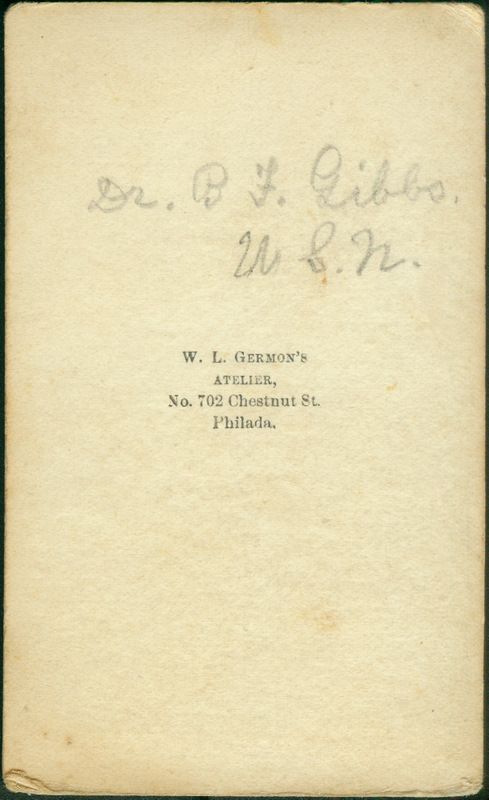 Dr. B F. Gibbs.
U S. N.
W. L. GERMON'S
ATELIER,
No. 702 Chestnut St.
Philada.